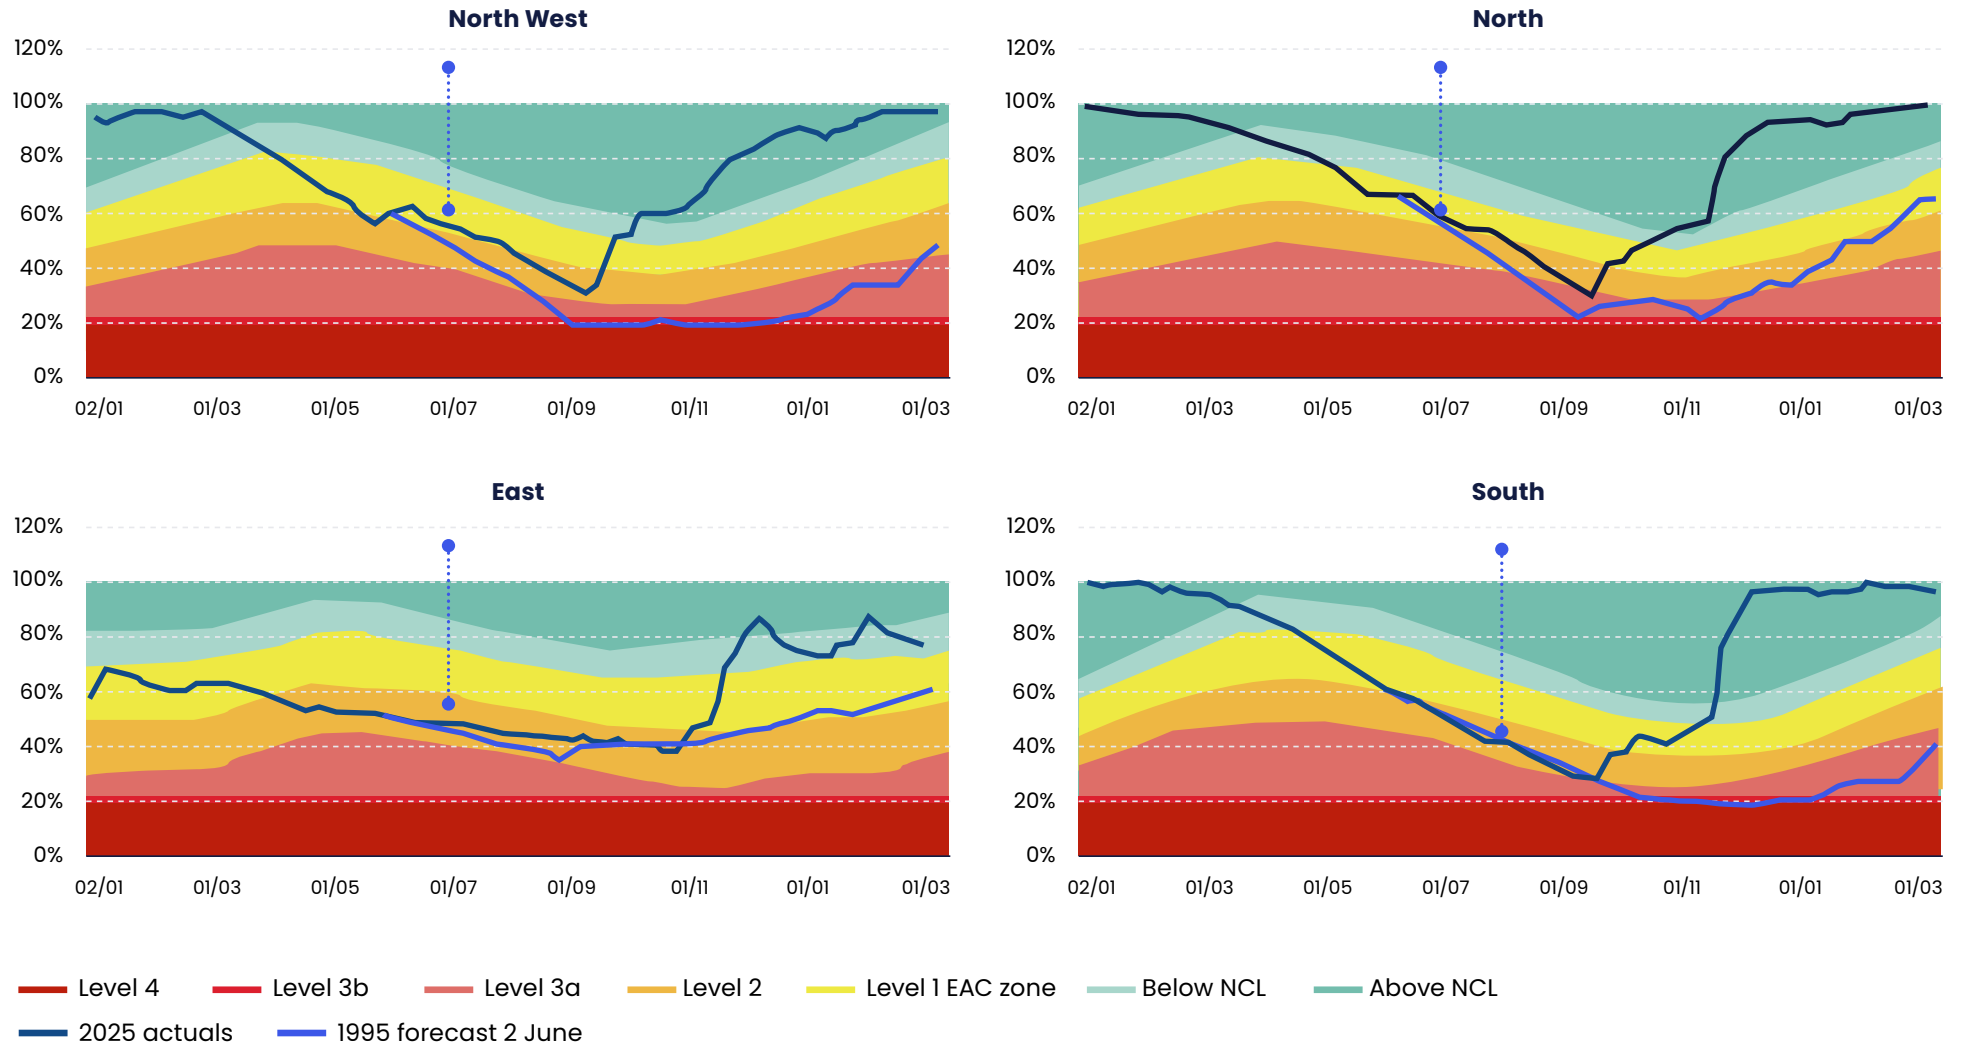 North West
120%
100%
80%
60%
40%
20%
0%
02/01 01/03 01/05 01/07 01/09 01/11 01/01 01/03
North
120%
100%
80%
60%
40%
20%
0%
02/01 01/03 01/05 01/07 01/09 01/11 01/01 01/03
East
120%
100%
80%
60%
40%
20%
0%
02/01 01/03 01/05 01/07 01/09 01/11 01/01 01/03
South
120%
100%
80%
60%
40%
20%
0%
02/01 01/03 01/05 01/07 01/09 01/11 01/01 01/03
Level 4 Level 3b Level 3a Level 2 Level 1 EAC zone Below NCL Above NCL
2025 actuals 1995 forecast 2 June